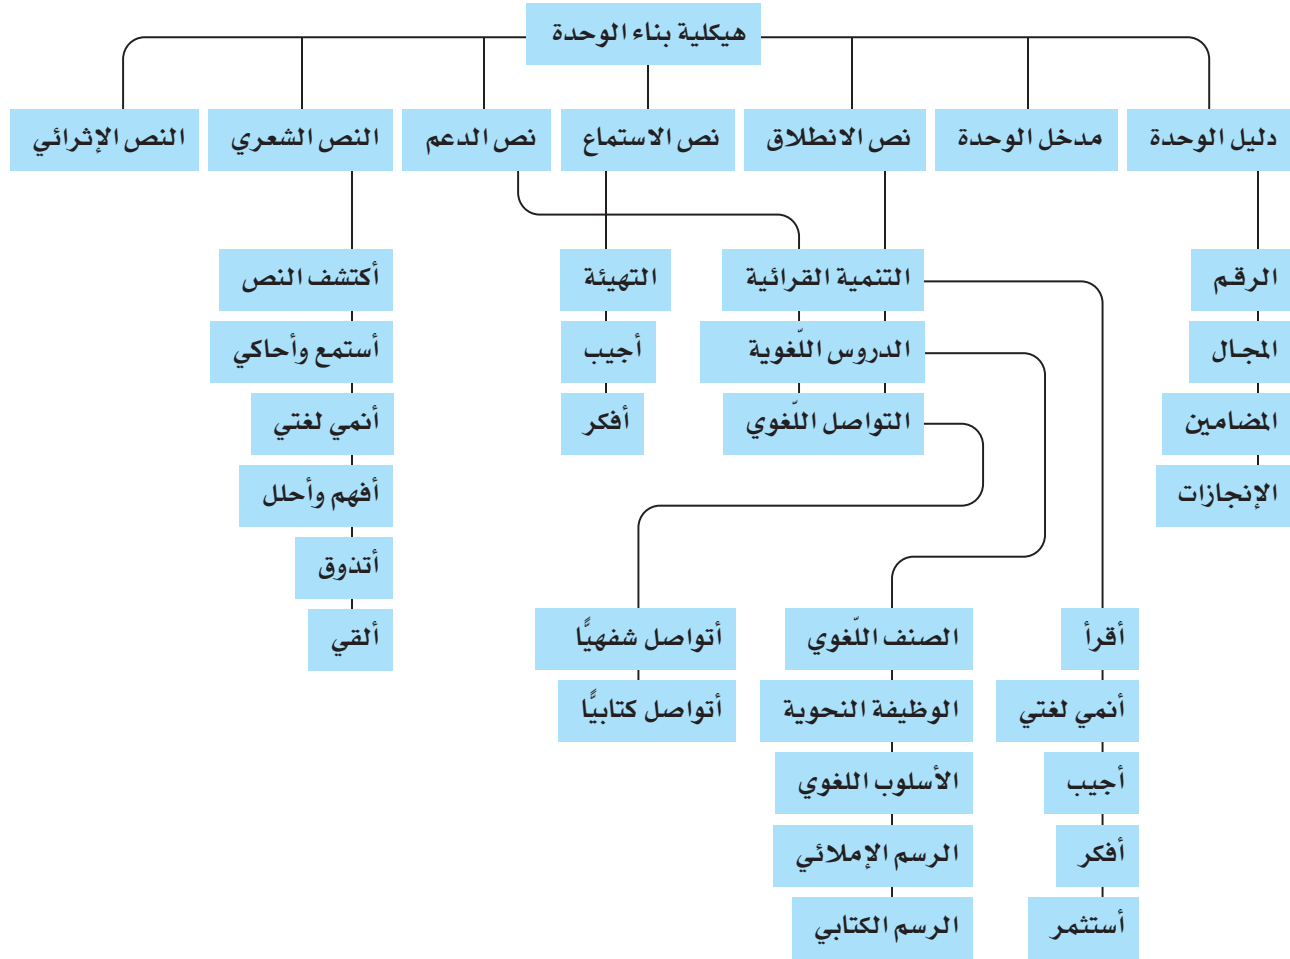 هيكلية بناء الوحدة
دليل الوحدة
مدخل الوحدة
نص الانطلاق
نص الاستماع
نص الدعم
النص الشعري
النص الإثرائي
الرقم
المجال
المضامين
الإنجازات
التنمية القرائية
الدروس اللّغوية
التواصل اللّغوي
التهيئة
أجيب
أفكر
أكتشف النص
أستمع وأحاكي
أنمي لغتي
أفهم وأحلل
أتذوق
ألقي
أقرأ
أنمي لغتي
أجيب
أفكر
أستثمر
الصنف اللّغوي
الوظيفة النحوية
الأسلوب اللغوي
الرسم الإملائي
الرسم الكتابي
أتواصل شفهيًّا
أتواصل كتابيًّا